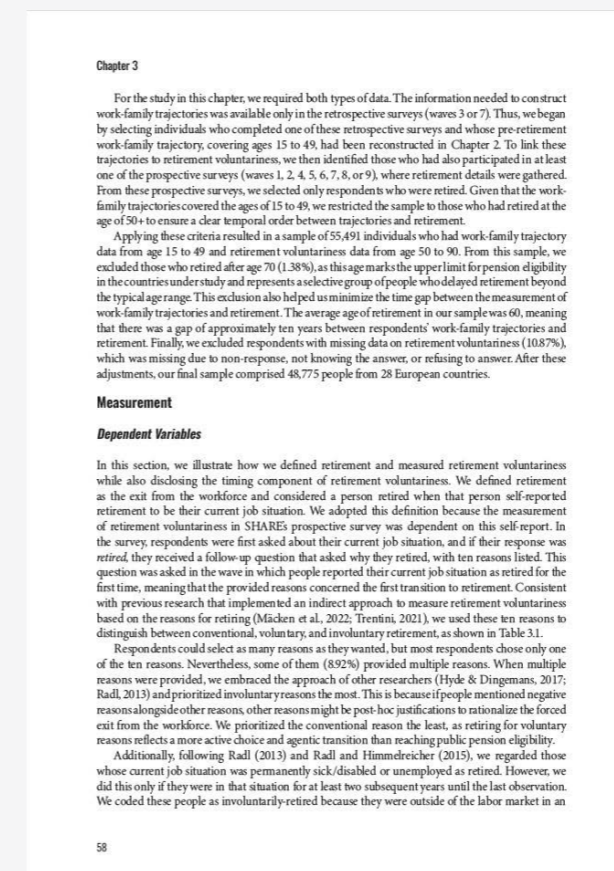 Chapter 3
For the study in this chapter, we required both types of data. The information needed to construct
work-family trajectories was available only in the retrospective surveys (waves 3 or 7). Thus, we began
by selecting individuals who completed one of these retrospective surveys and whose pre-retirement
work-family trajectory, covering ages 15 to 49, had been reconstructed in Chapter 2. To link these
trajectories to retirement voluntariness, we then identified those who had also participated in at least
one of the prospective surveys (waves 1, 2, 4, 5, 6, 7, 8, or 9), where retirement details were gathered.
From these prospective surveys, we selected only respondents who were retired. Given that the work-
family trajectories covered the ages of 15 to 49, we restricted the sample to those who had retired at the
age of 50+ to ensure a clear temporal order between trajectories and retirement.
Applying these criteria resulted in a sample of 55,491 individuals who had work-family trajectory
data from age 15 to 49 and retirement voluntariness data from age 50 to 90. From this sample, we
excluded those who retired after age 70 (1.38%), as this age marks the upper limit for pension eligibility
in the countries under study and represents a selective group of people who delayed retirement beyond
the typical age range. This exclusion also helped us minimize the time gap between the measurement of
work-family trajectories and retirement. The average age of retirement in our sample was 60, meaning
that there was a gap of approximately ten years between respondents' work-family trajectories and
retirement. Finally, we excluded respondents with missing data on retirement voluntariness (10.87%),
which was missing due to non-response, not knowing the answer, or refusing to answer. After these
adjustments, our final sample comprised 48,775 people from 28 European countries.
Measurement
Dependent Variables
In this section, we illustrate how we defined retirement and measured retirement voluntariness
while also disclosing the timing component of retirement voluntariness. We defined retirement
as the exit from the workforce and considered a person retired when that person self-reported
retirement to be their current job situation. We adopted this definition because the measurement
of retirement voluntariness in SHARE's prospective survey was dependent on this self-report. In
the survey, respondents were first asked about their current job situation, and if their response was
retired, they received a follow-up question that asked why they retired, with ten reasons listed. This
question was asked in the wave in which people reported their current job situation as retired for the
first time, meaning that the provided reasons concerned the first transition to retirement. Consistent
with previous research that implemented an indirect approach to measure retirement voluntariness
based on the reasons for retiring (Mäcken et al., 2022; Trentini, 2021), we used these ten reasons to
distinguish between conventional, voluntary, and involuntary retirement, as shown in Table 3.1.
Respondents could select as many reasons as they wanted, but most respondents chose only one
of the ten reasons. Nevertheless, some of them (8.92%) provided multiple reasons. When multiple
reasons were provided, we embraced the approach of other researchers (Hyde & Dingemans, 2017;
Radl, 2013) and prioritized involuntary reasons the most. This is because if people mentioned negative
reasons alongside other reasons, other reasons might be post-hoc justifications to rationalize the forced
exit from the workforce. We prioritized the conventional reason the least, as retiring for voluntary
reasons reflects a more active choice and agentic transition than reaching public pension eligibility.
Additionally, following Radl (2013) and Radl and Himmelreicher (2015), we regarded those
whose current job situation was permanently sick/disabled or unemployed as retired. However, we
did this only if they were in that situation for at least two subsequent years until the last observation.
We coded these people as involuntarily-retired because they were outside of the labor market in an
58